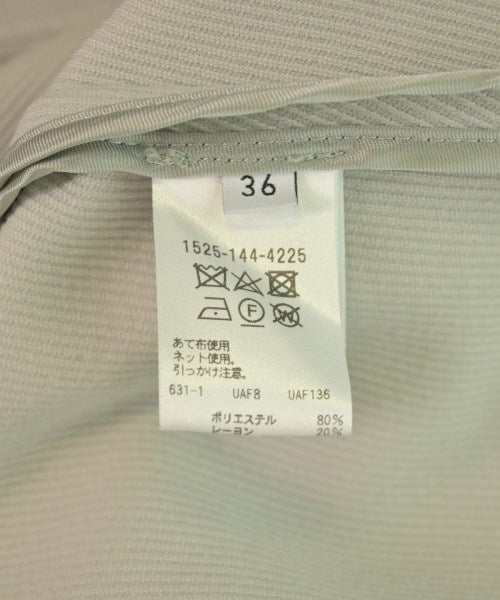 36
1525-144-4225
F
W
あて布使用
ネット使用。
引っかけ注意。
631-1 UAF8 UAF136
ポリエステル 80%
レーヨン 20%